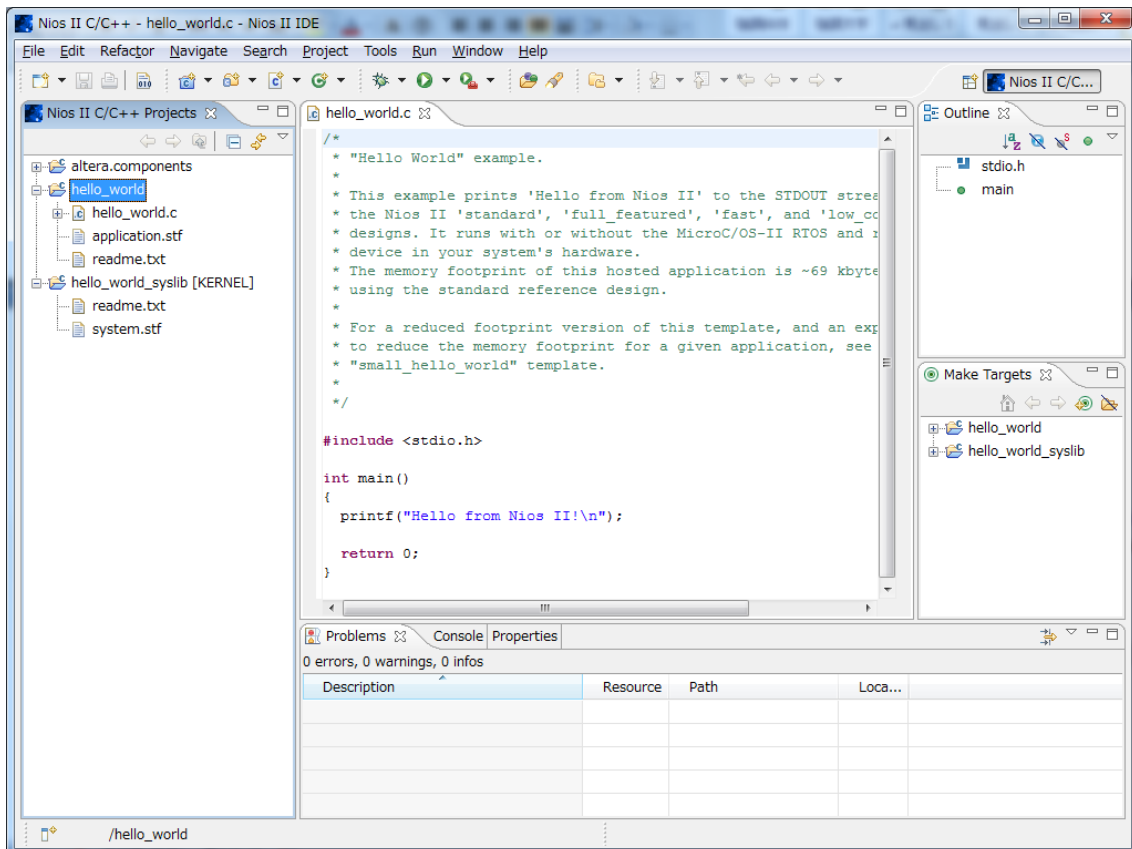 Nios II C/C++ - hello_world.c - Nios II IDE
File Edit Refactor Navigate Search Project Tools Run Window Help
Nios II C/C...
Nios II C/C++ Projects
altera.components
hello_world
hello_world.c
application.stf
readme.txt
hello_world_syslib [KERNEL]
readme.txt
system.stf
hello_world.c
/*
 * "Hello World" example.
 *
 * This example prints 'Hello from Nios II' to the STDOUT strea
 * the Nios II 'standard', 'full_featured', 'fast', and 'low_co
 * designs. It runs with or without the MicroC/OS-II RTOS and r
 * device in your system's hardware.
 * The memory footprint of this hosted application is ~69 kbyte
 * using the standard reference design.
 *
 * For a reduced footprint version of this template, and an exp
 * to reduce the memory footprint for a given application, see
 * "small_hello_world" template.
 *
 */
#include <stdio.h>
int main()
{
  printf("Hello from Nios II!\n");
  return 0;
}
Outline
stdio.h
main
Make Targets
hello_world
hello_world_syslib
Problems Console Properties
0 errors, 0 warnings, 0 infos
Description Resource Path Loca...
/hello_world